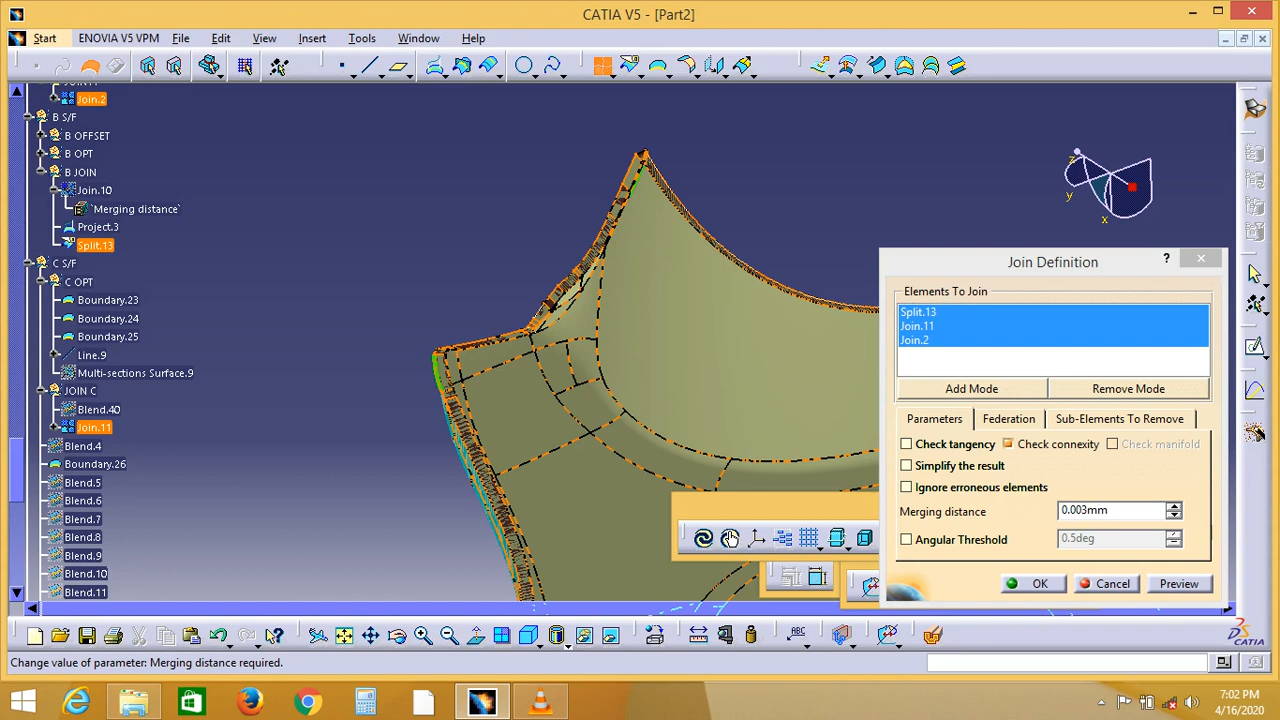 CATIA V5 - [Part2]
Start ENOVIA V5 VPM File Edit View Insert Tools Window Help
Join.2
B S/F
B OFFSET
B OPT
B JOIN
Join.10
`Merging distance`
Project.3
Split.13
C S/F
C OPT
Boundary.23
Boundary.24
Boundary.25
Line.9
Multi-sections Surface.9
JOIN C
Blend.40
Join.11
Blend.4
Boundary.26
Blend.5
Blend.6
Blend.7
Blend.8
Blend.9
Blend.10
Blend.11
z
y
x
Join Definition ?
Elements To Join
Split.13
Join.11
Join.2
Add Mode Remove Mode
Parameters Federation Sub-Elements To Remove
Check tangency Check connexity Check manifold
Simplify the result
Ignore erroneous elements
Merging distance 0.003mm
Angular Threshold 0.5deg
OK Cancel Preview
ABC
CATIA
Change value of parameter: Merging distance required.
7:02 PM
4/16/2020